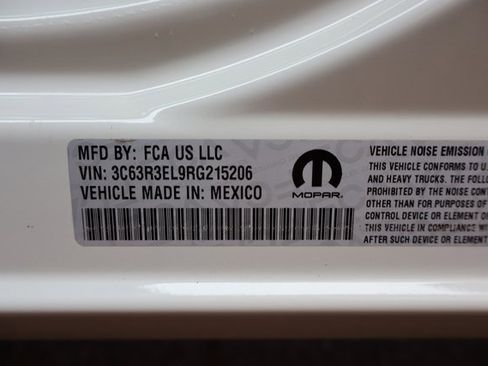 MFD BY: FCA US LLC
VIN: 3C63R3EL9RG215206
VEHICLE MADE IN: MEXICO
MOPAR
VEHICLE NOISE EMISSION
THIS VEHICLE CONFORMS TO U.
AND HEAVY TRUCKS. THE FOL
PROHIBITED BY THE NOISE CONT
OTHER THAN FOR PURPOSES OF
CONTROL DEVICE OR ELEMENT OF
THIS VEHICLE IN COMPLIANCE WIT
AFTER SUCH DEVICE OR ELEMENT